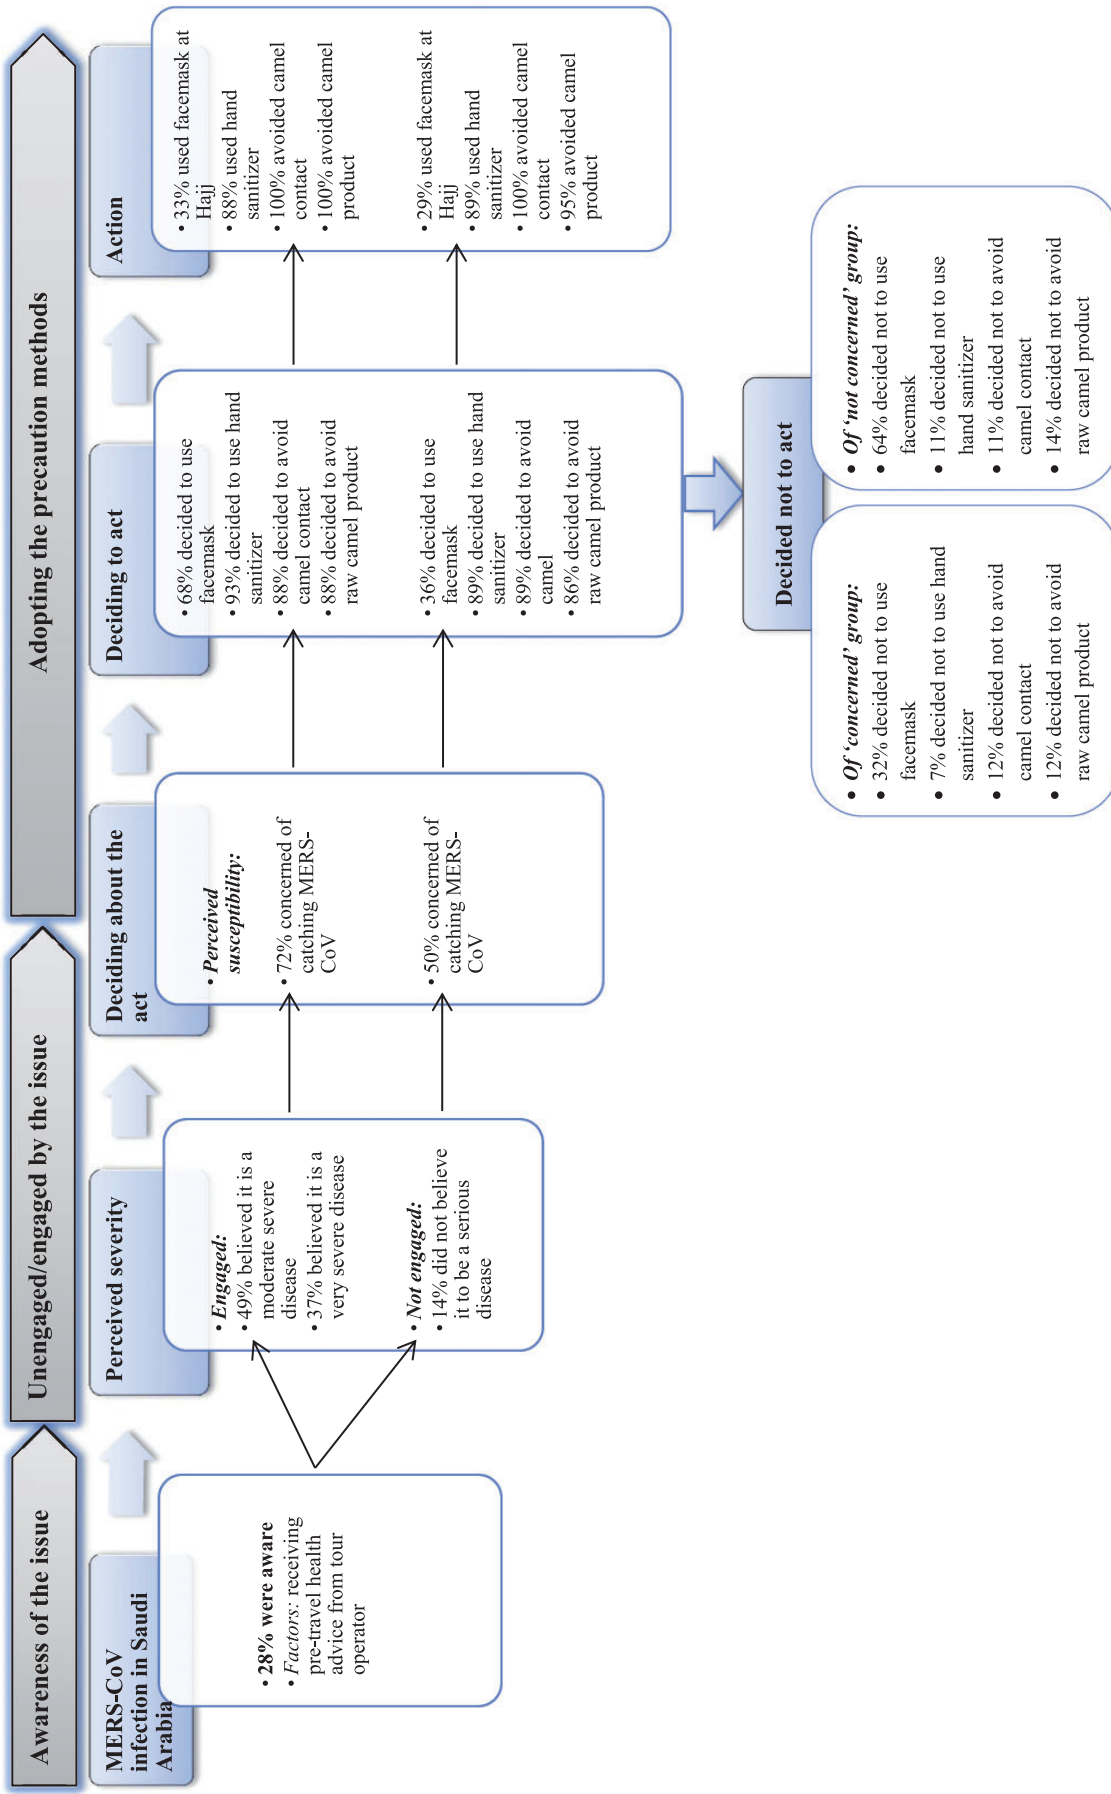 Awareness of the issue
Unengaged/engaged by the issue
Adopting the precaution methods
MERS-CoV
infection in Saudi
Arabia
Perceived severity
Deciding about the
act
Deciding to act
Action
• 28% were aware
• Factors: receiving
pre-travel health
advice from tour
operator
• Engaged:
• 49% believed it is a
moderate severe
disease
• 37% believed it is a
very severe disease
• Not engaged:
• 14% did not believe
it to be a serious
disease
• Perceived
susceptibility:
• 72% concerned of
catching MERS-
CoV
• 50% concerned of
catching MERS-
CoV
• 68% decided to use
facemask
• 93% decided to use hand
sanitizer
• 88% decided to avoid
camel contact
• 88% decided to avoid
raw camel product
• 36% decided to use
facemask
• 89% decided to use hand
sanitizer
• 89% decided to avoid
camel
• 86% decided to avoid
raw camel product
• 33% used facemask at
Hajj
• 88% used hand
sanitizer
• 100% avoided camel
contact
• 100% avoided camel
product
• 29% used facemask at
Hajj
• 89% used hand
sanitizer
• 100% avoided camel
contact
• 95% avoided camel
product
Decided not to act
• Of ‘concerned’ group:
• 32% decided not to use
facemask
• 7% decided not to use hand
sanitizer
• 12% decided not to avoid
camel contact
• 12% decided not to avoid
raw camel product
• Of ‘not concerned’ group:
• 64% decided not to use
facemask
• 11% decided not to use
hand sanitizer
• 11% decided not to avoid
camel contact
• 14% decided not to avoid
raw camel product